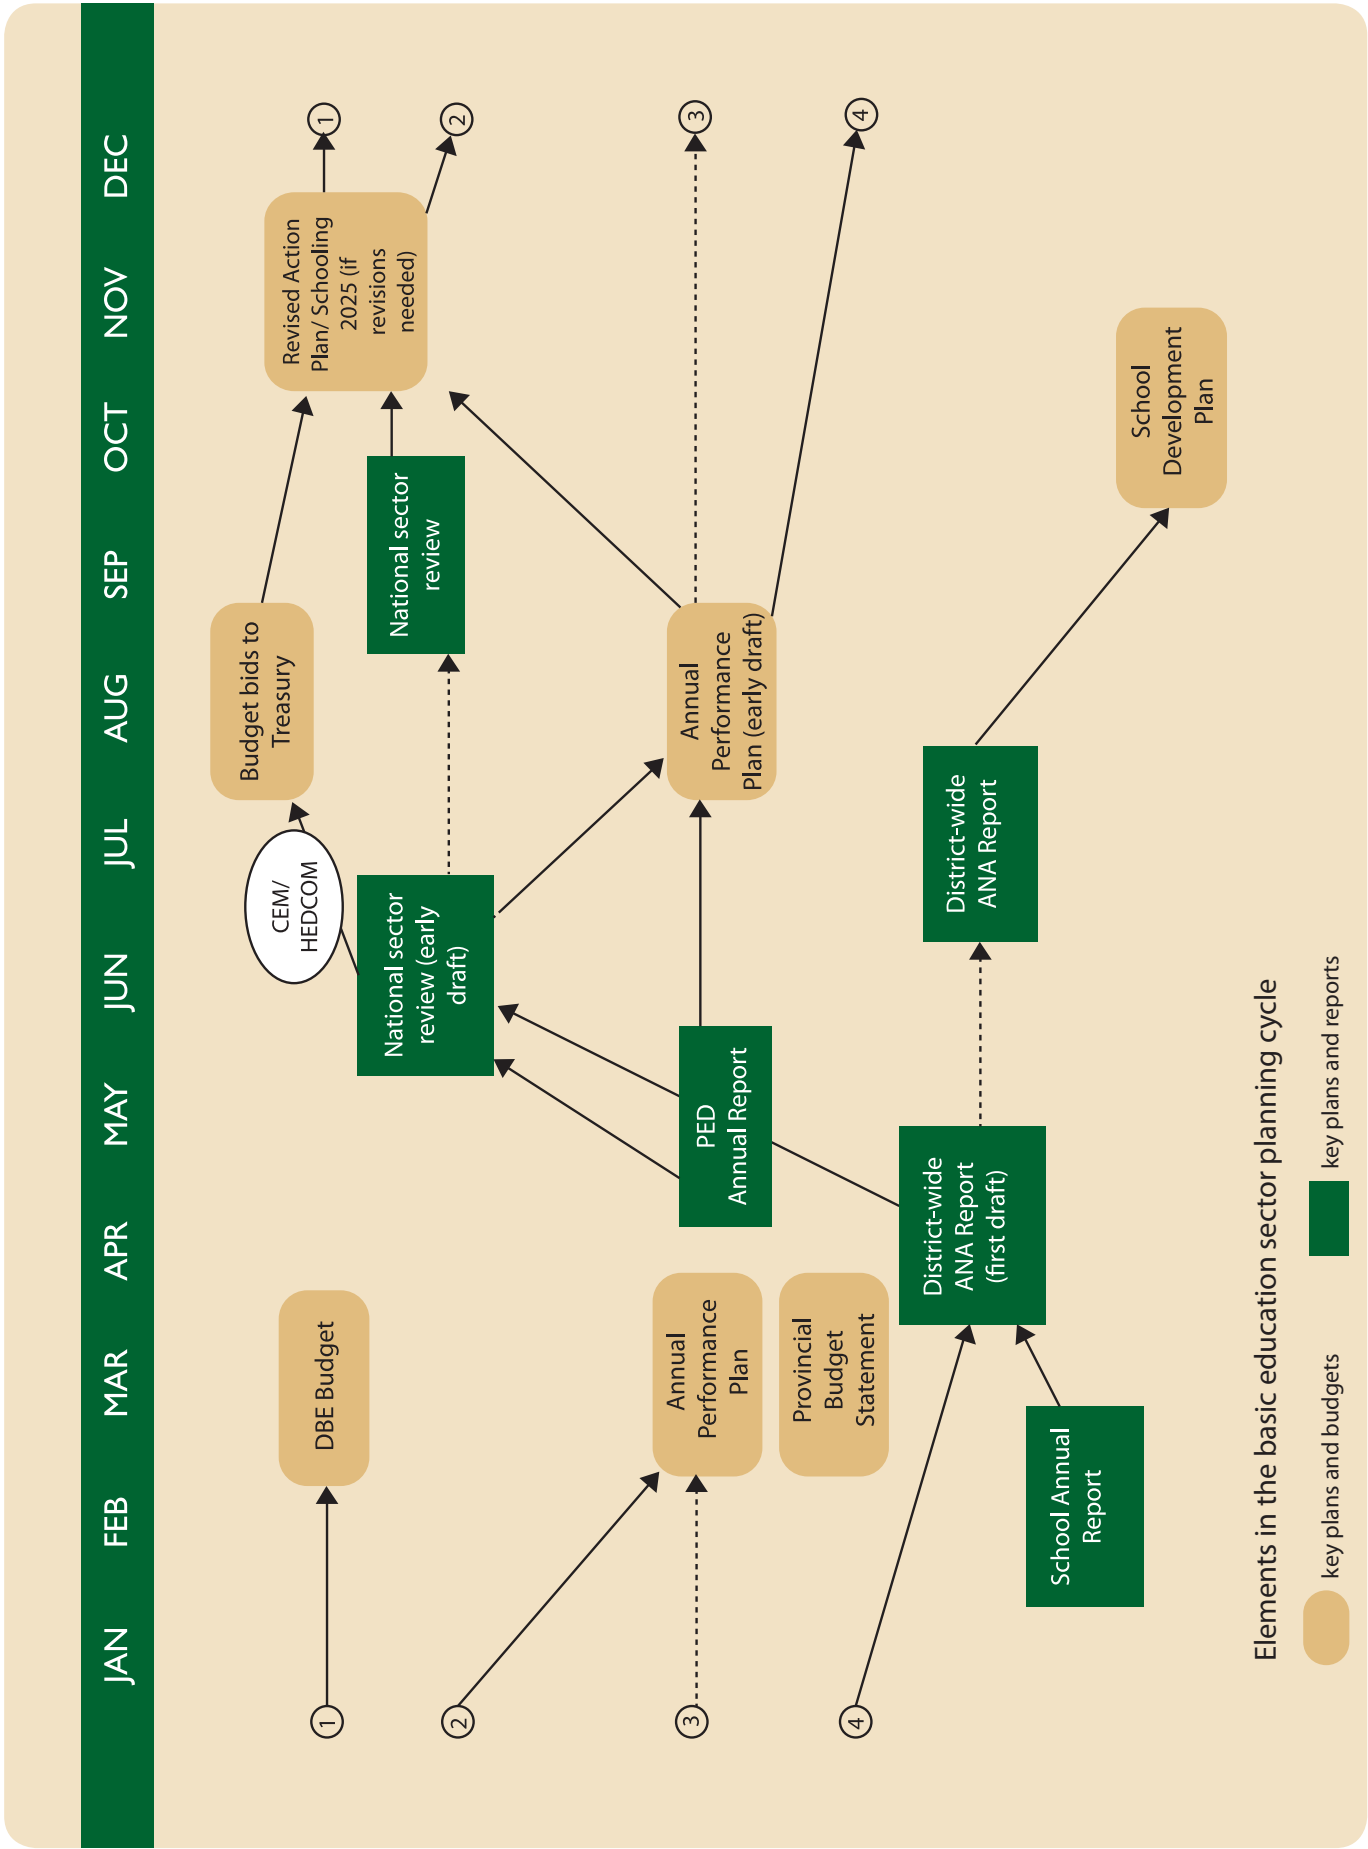 JAN FEB MAR APR MAY JUN JUL AUG SEP OCT NOV DEC
1
DBE Budget
CEM/
HEDCOM
Budget bids to
Treasury
Revised Action
Plan/ Schooling
2025 (if
revisions
needed)
1
2
National sector
review (early
draft)
National sector
review
2
3
Annual
Performance
Plan
PED
Annual Report
Annual
Performance
Plan (early draft)
3
Provincial
Budget
Statement
4
4
District-wide
ANA Report
(first draft)
District-wide
ANA Report
School Annual
Report
School
Development
Plan
Elements in the basic education sector planning cycle
key plans and budgets
key plans and reports